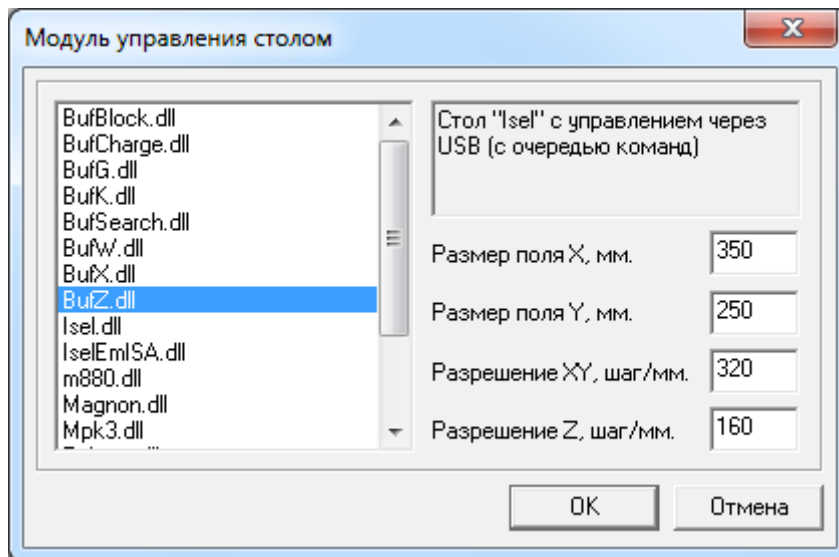 Модуль управления столом
BufBlock.dll
BufCharge.dll
BufG.dll
BufK.dll
BufSearch.dll
BufW.dll
BufX.dll
BufZ.dll
Isel.dll
IselEmISA.dll
m880.dll
Magnon.dll
Mpk3.dll
Стол "Isel" с управлением через
USB (с очередью команд)
Размер поля X, мм. 350
Размер поля Y, мм. 250
Разрешение XY, шаг/мм. 320
Разрешение Z, шаг/мм. 160
OK Отмена